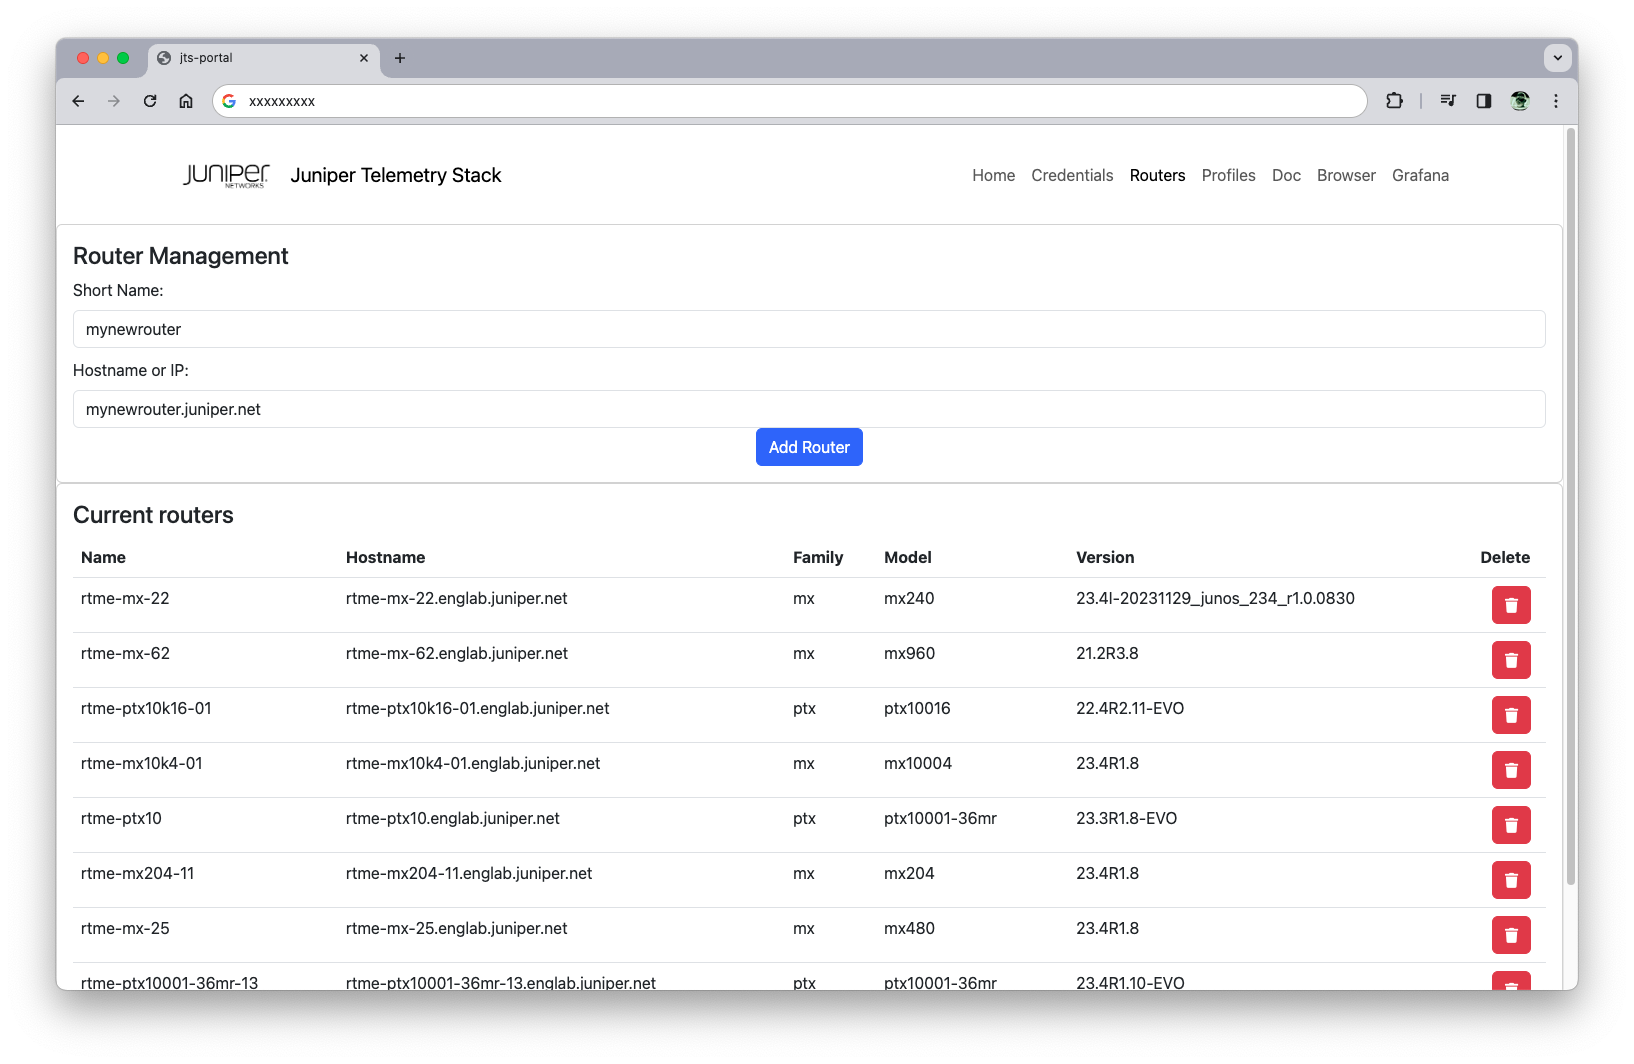 jts-portal
xxxxxxxxx
JUNIPER NETWORKS Juniper Telemetry Stack Home Credentials Routers Profiles Doc Browser Grafana
Router Management
Short Name:
mynewrouter
Hostname or IP:
mynewrouter.juniper.net
Add Router
Current routers
Name Hostname Family Model Version Delete
rtme-mx-22 rtme-mx-22.englab.juniper.net mx mx240 23.4I-20231129_junos_234_r1.0.0830
rtme-mx-62 rtme-mx-62.englab.juniper.net mx mx960 21.2R3.8
rtme-ptx10k16-01 rtme-ptx10k16-01.englab.juniper.net ptx ptx10016 22.4R2.11-EVO
rtme-mx10k4-01 rtme-mx10k4-01.englab.juniper.net mx mx10004 23.4R1.8
rtme-ptx10 rtme-ptx10.englab.juniper.net ptx ptx10001-36mr 23.3R1.8-EVO
rtme-mx204-11 rtme-mx204-11.englab.juniper.net mx mx204 23.4R1.8
rtme-mx-25 rtme-mx-25.englab.juniper.net mx mx480 23.4R1.8
rtme-ptx10001-36mr-13 rtme-ptx10001-36mr-13.englab.juniper.net ptx ptx10001-36mr 23.4R1.10-EVO